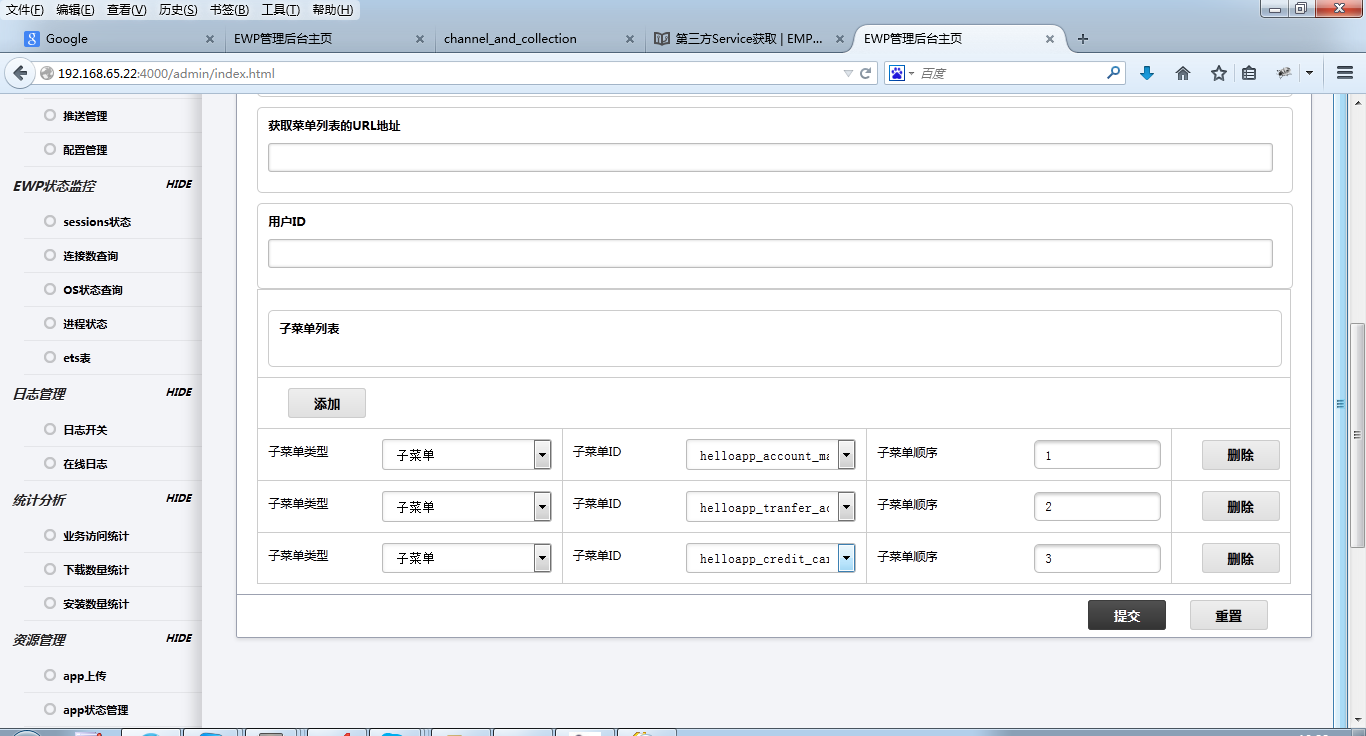 文件(F) 编辑(E) 查看(V) 历史(S) 书签(B) 工具(T) 帮助(H)
Google EWP管理后台主页 channel_and_collection 第三方Service获取 | EMP... EWP管理后台主页
192.168.65.22:4000/admin/index.html 百度
推送管理
配置管理
EWP状态监控 HIDE
sessions状态
连接数查询
OS状态查询
进程状态
ets表
日志管理 HIDE
日志开关
在线日志
统计分析 HIDE
业务访问统计
下载数量统计
安装数量统计
资源管理 HIDE
app上传
app状态管理
获取菜单列表的URL地址
用户ID
子菜单列表
添加
子菜单类型 子菜单 子菜单ID helloapp_account_ma 子菜单顺序 1 删除
子菜单类型 子菜单 子菜单ID helloapp_tranfer_ac 子菜单顺序 2 删除
子菜单类型 子菜单 子菜单ID helloapp_credit_car 子菜单顺序 3 删除
提交 重置